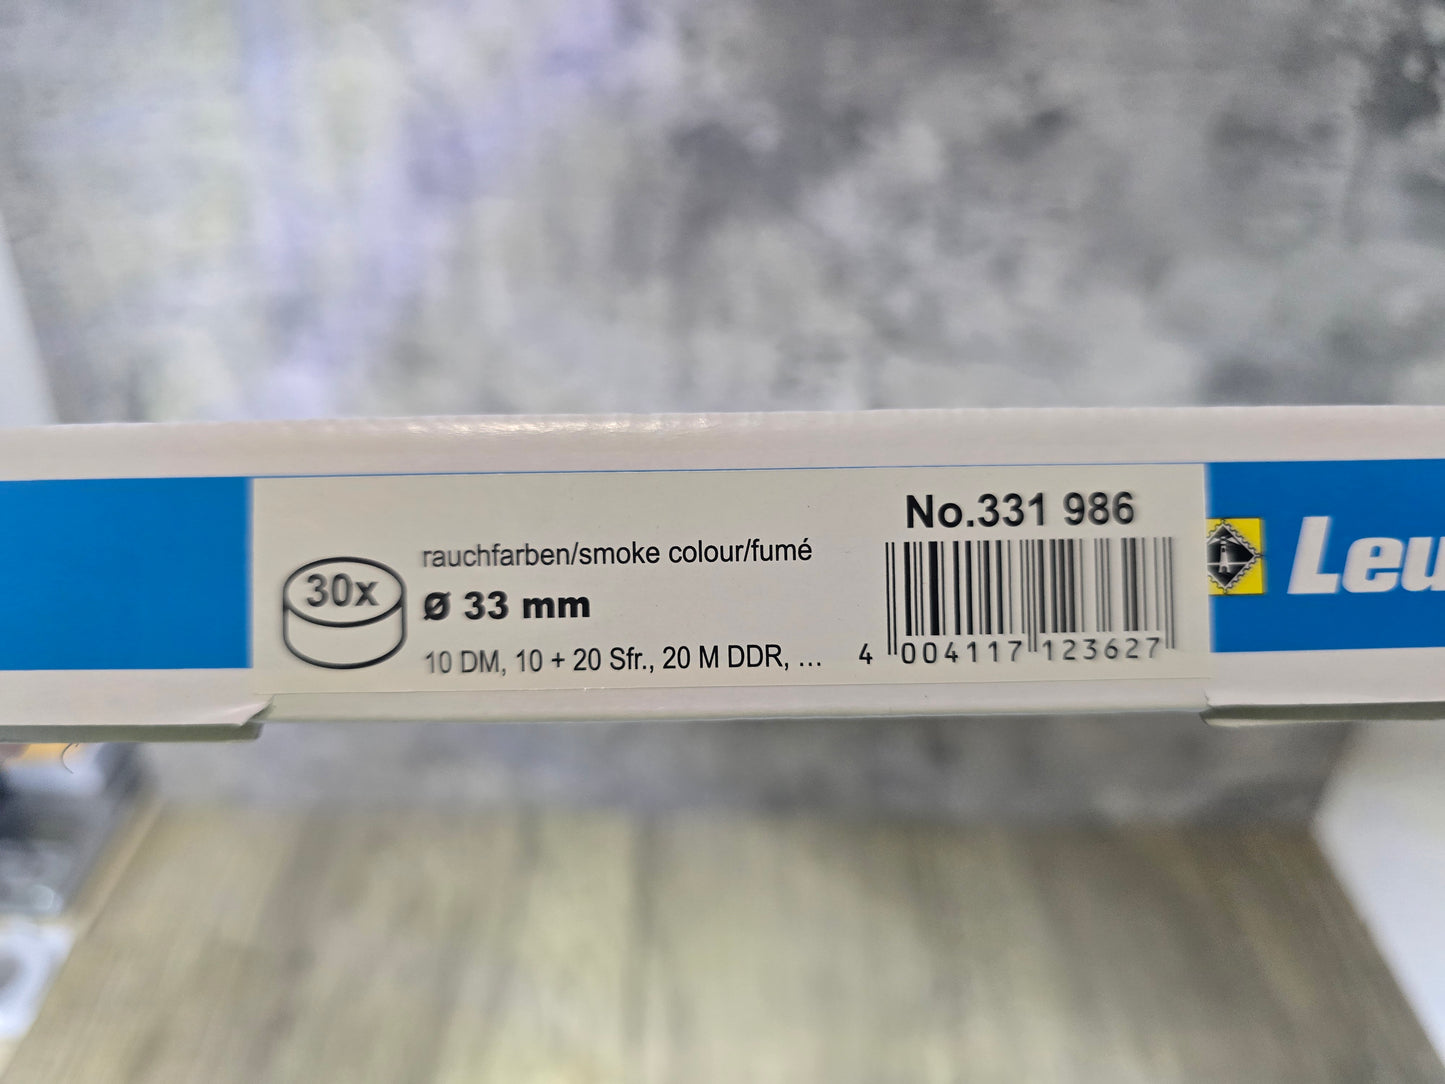 No.331 986
30x
rauchfarben/smoke colour/fumé
Ø 33 mm
10 DM, 10 + 20 Sfr., 20 M DDR, ...
4 004117 123627
Leu